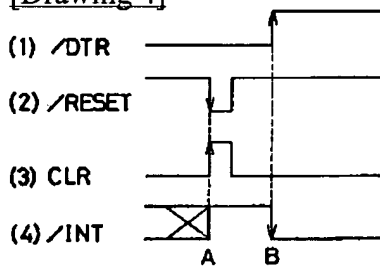 [Drawing 4]
(1) /DTR
(2) /RESET
(3) CLR
(4) /INT
A B